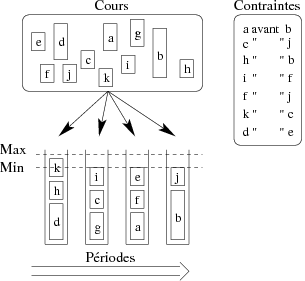 Cours
Contraintes
e d a g b
f j c k i h
a avant b
c " " j
h " " b
i " " f
f " " j
k " " c
d " " e
Max
Min
k i e j
h c f b
d g a
Périodes